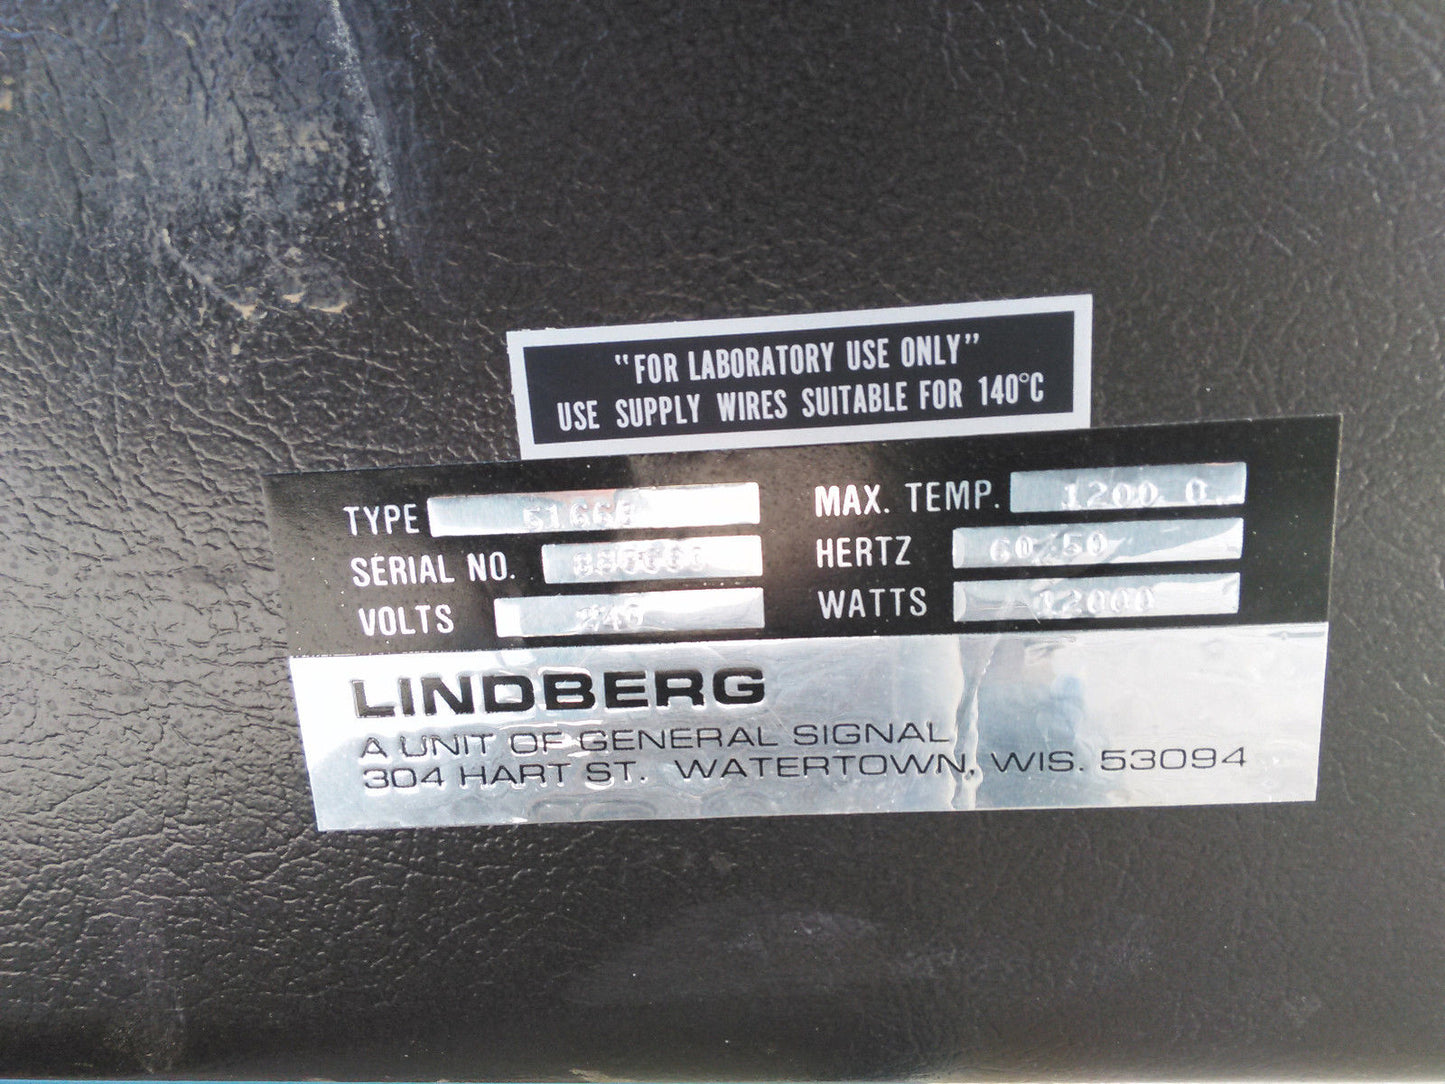 "FOR LABORATORY USE ONLY"
USE SUPPLY WIRES SUITABLE FOR 140°C
TYPE
SERIAL NO.
VOLTS 240
MAX. TEMP. 1200
HERTZ 60/50
WATTS 12000
LINDBERG
A UNIT OF GENERAL SIGNAL
304 HART ST. WATERTOWN, WIS. 53094